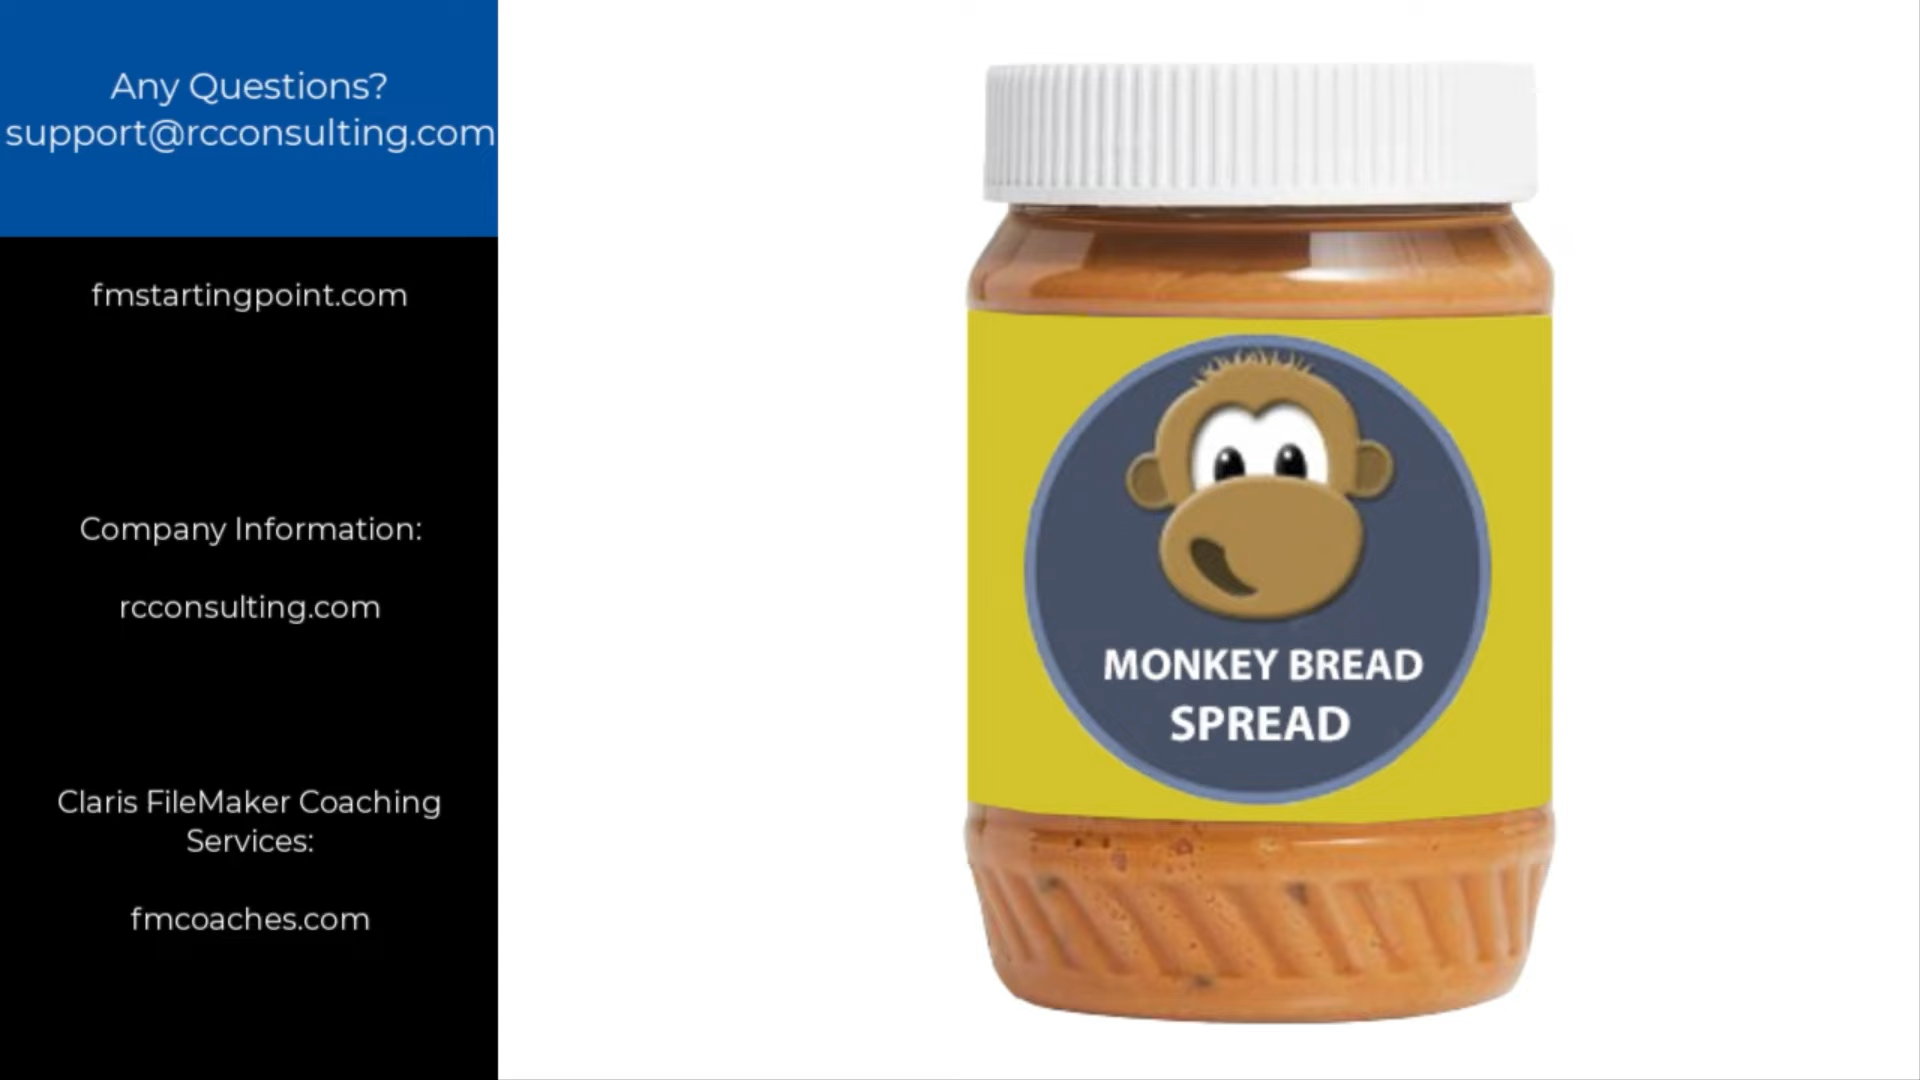 Any Questions?
support@rcconsulting.com
fmstartingpoint.com
Company Information:
rcconsulting.com
Claris FileMaker Coaching
Services:
fmcoaches.com
MONKEY BREAD
SPREAD